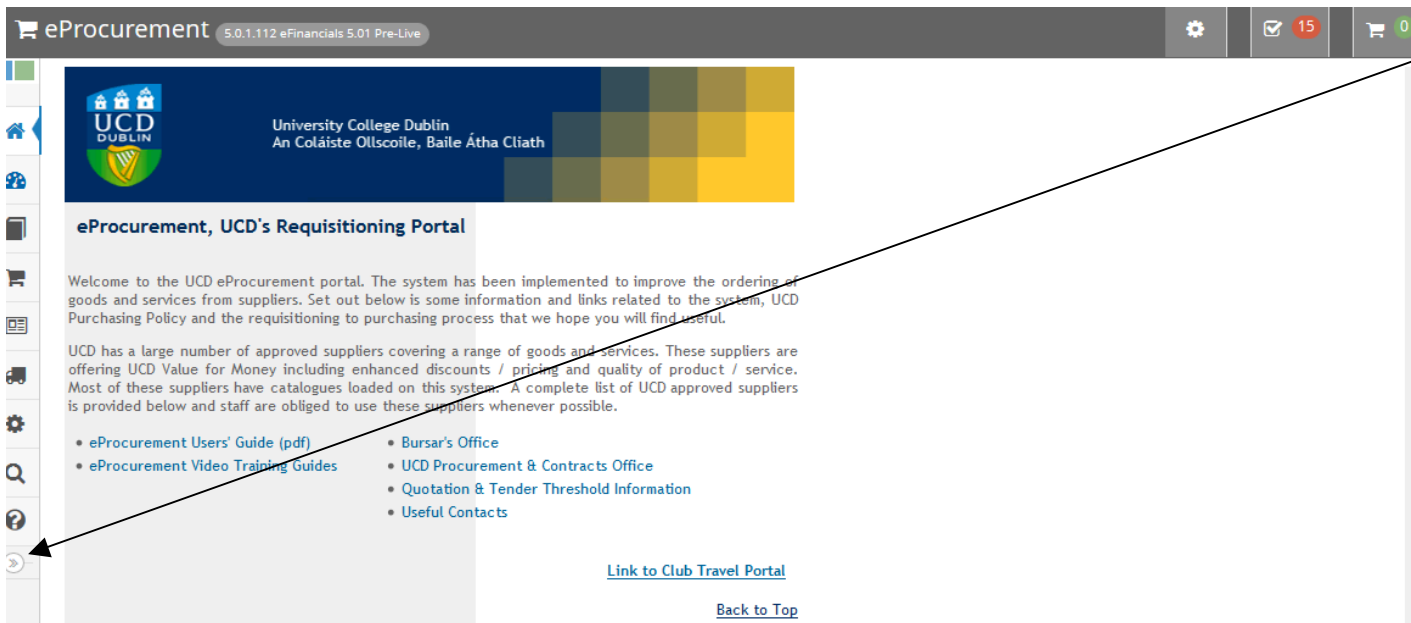 eProcurement 5.0.1.112 eFinancials 5.01 Pre-Live 15 0
UCD
DUBLIN
University College Dublin
An Coláiste Ollscoile, Baile Átha Cliath
eProcurement, UCD's Requisitioning Portal
Welcome to the UCD eProcurement portal. The system has been implemented to improve the ordering of
goods and services from suppliers. Set out below is some information and links related to the system, UCD
Purchasing Policy and the requisitioning to purchasing process that we hope you will find useful.
UCD has a large number of approved suppliers covering a range of goods and services. These suppliers are
offering UCD Value for Money including enhanced discounts / pricing and quality of product / service.
Most of these suppliers have catalogues loaded on this system. A complete list of UCD approved suppliers
is provided below and staff are obliged to use these suppliers whenever possible.
• eProcurement Users' Guide (pdf)
• eProcurement Video Training Guides
• Bursar's Office
• UCD Procurement & Contracts Office
• Quotation & Tender Threshold Information
• Useful Contacts
Link to Club Travel Portal
Back to Top